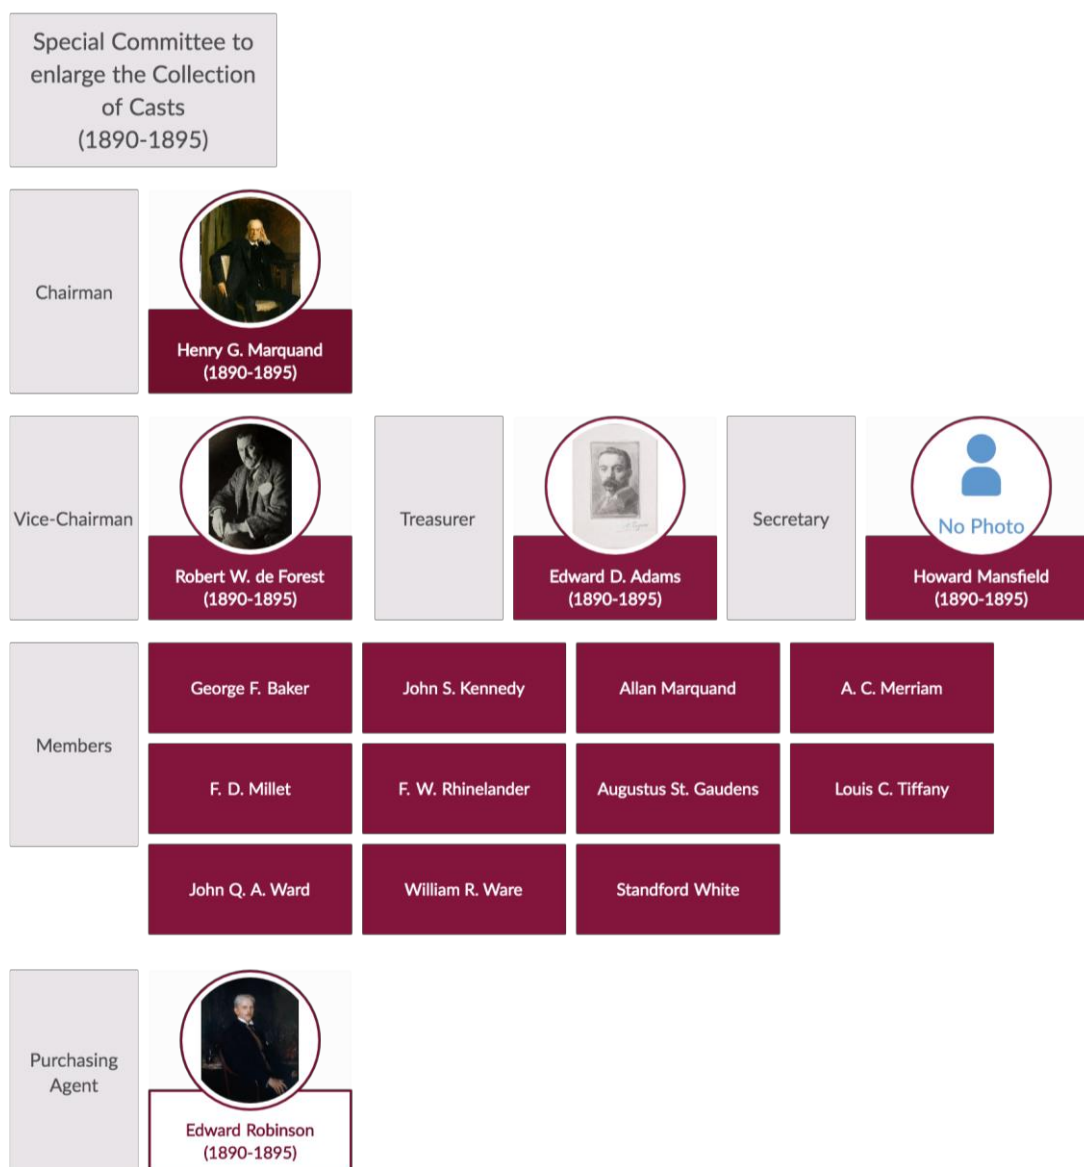 Special Committee to
enlarge the Collection
of Casts
(1890-1895)
Chairman
Henry G. Marquand
(1890-1895)
Vice-Chairman
Robert W. de Forest
(1890-1895)
Treasurer
Edward D. Adams
(1890-1895)
Secretary
No Photo
Howard Mansfield
(1890-1895)
Members
George F. Baker
John S. Kennedy
Allan Marquand
A. C. Merriam
F. D. Millet
F. W. Rhinelander
Augustus St. Gaudens
Louis C. Tiffany
John Q. A. Ward
William R. Ware
Standford White
Purchasing
Agent
Edward Robinson
(1890-1895)